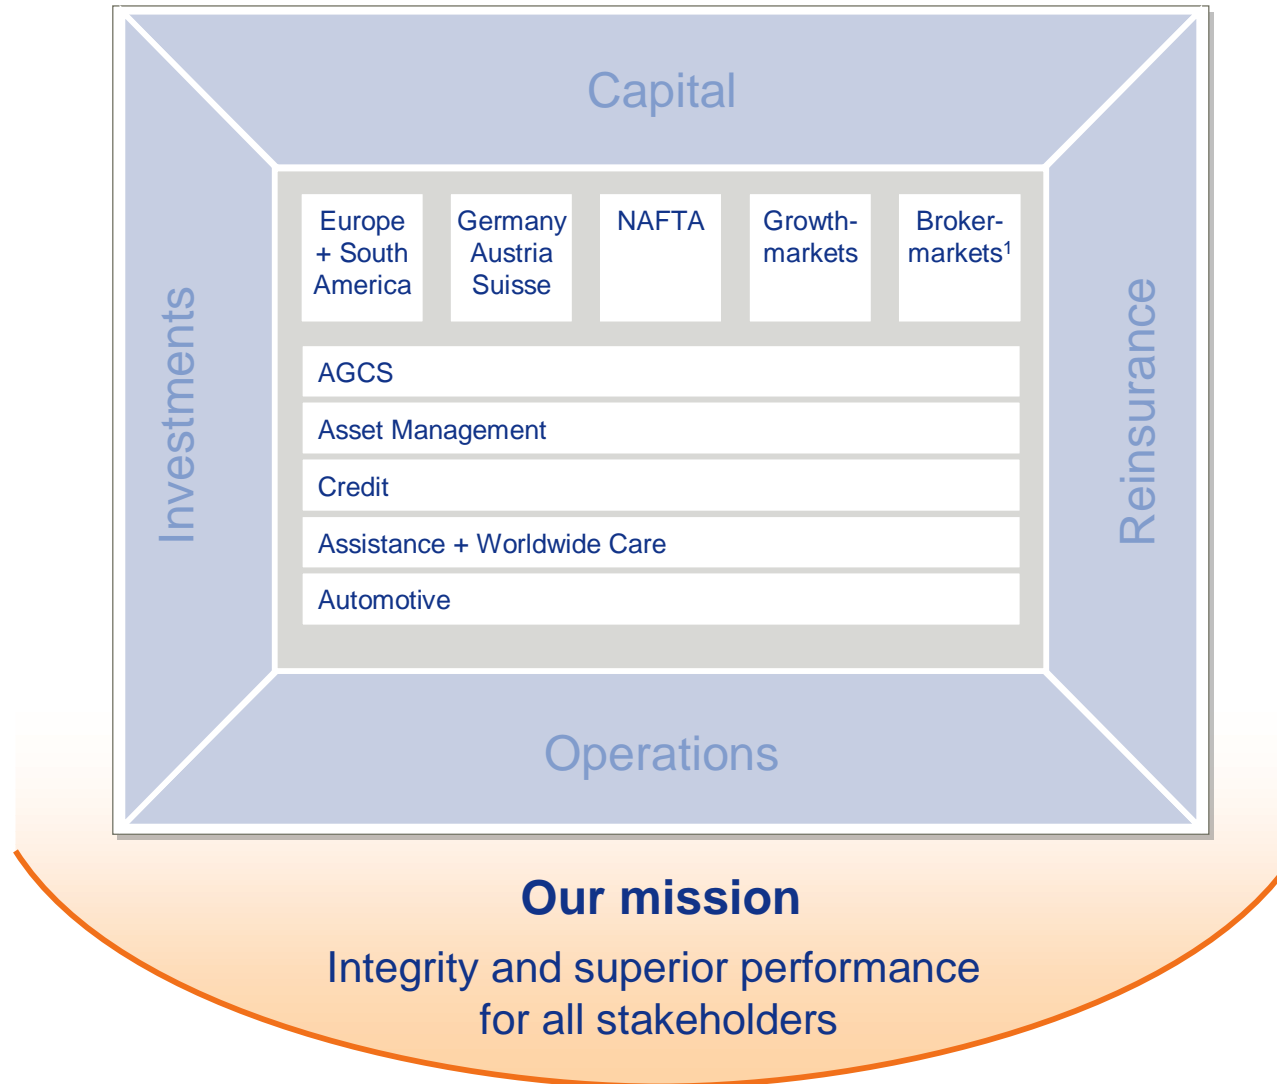 Capital
Investments
Europe
+ South
America
Germany
Austria
Suisse
NAFTA
Growth-
markets
Broker-
markets¹
AGCS
Asset Management
Credit
Assistance + Worldwide Care
Automotive
Reinsurance
Operations
Our mission
Integrity and superior performance
for all stakeholders